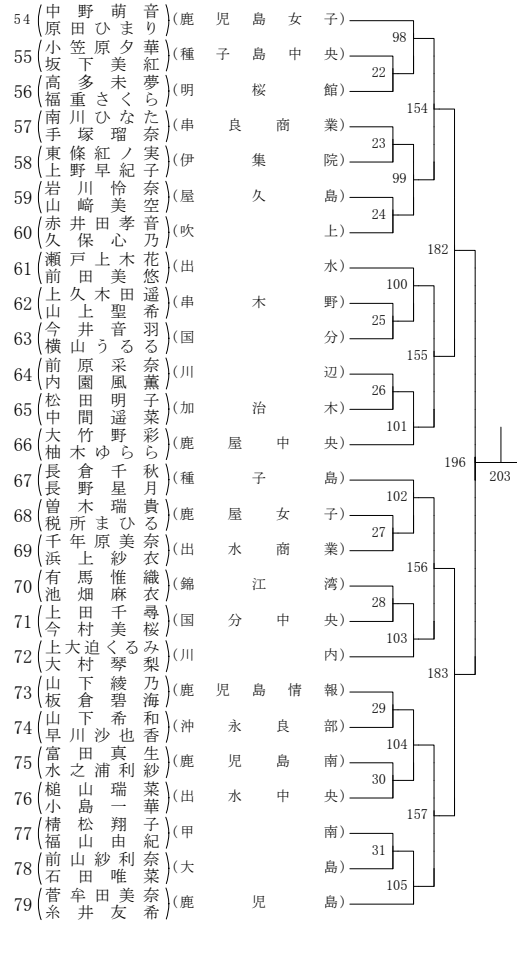 54 (中野萌音 原田ひまり) (鹿児島女子)
55 (小笠原夕華 坂下美紅) (種子島中央)
56 (高多未夢 福重さくら) (明桜館)
57 (南川ひなた 手塚瑠奈) (串良商業)
58 (東條紅ノ実 上野早紀子) (伊集院)
59 (岩川怜奈 山﨑美空) (屋久島)
60 (赤井田孝音 久保心乃) (吹上)
61 (瀬戸上木花 前田美悠) (出水)
62 (上久木田遥 山上聖希) (串木野)
63 (今井音羽 横山うるる) (国分)
64 (前原采奈 内園風薫) (川辺)
65 (松田明子 中間遥菜) (加治木)
66 (大竹野彩 柚木ゆらら) (鹿屋中央)
67 (長倉千秋 長野星月) (種子島)
68 (曽木瑞貴 税所まひる) (鹿屋女子)
69 (千年原美奈 浜上紗衣) (出水商業)
70 (有馬惟織 池畑麻衣) (錦江湾)
71 (上田千尋 今村美桜) (国分中央)
72 (上大迫くるみ 大村琴梨) (川内)
73 (山下綾乃 板倉碧海) (鹿児島情報)
74 (山下希和 早川沙也香) (沖永良部)
75 (富田真生 水之浦利紗) (鹿児島南)
76 (槌山瑞菜 小島一華) (出水中央)
77 (楮松翔子 福山由紀) (甲南)
78 (前山紗利奈 石田唯菜) (大島)
79 (菅牟田美奈 糸井友希) (鹿児島)
98
22
154
23
99
24
182
100
25
155
26
101
196
203
102
27
156
28
103
183
29
104
30
157
31
105